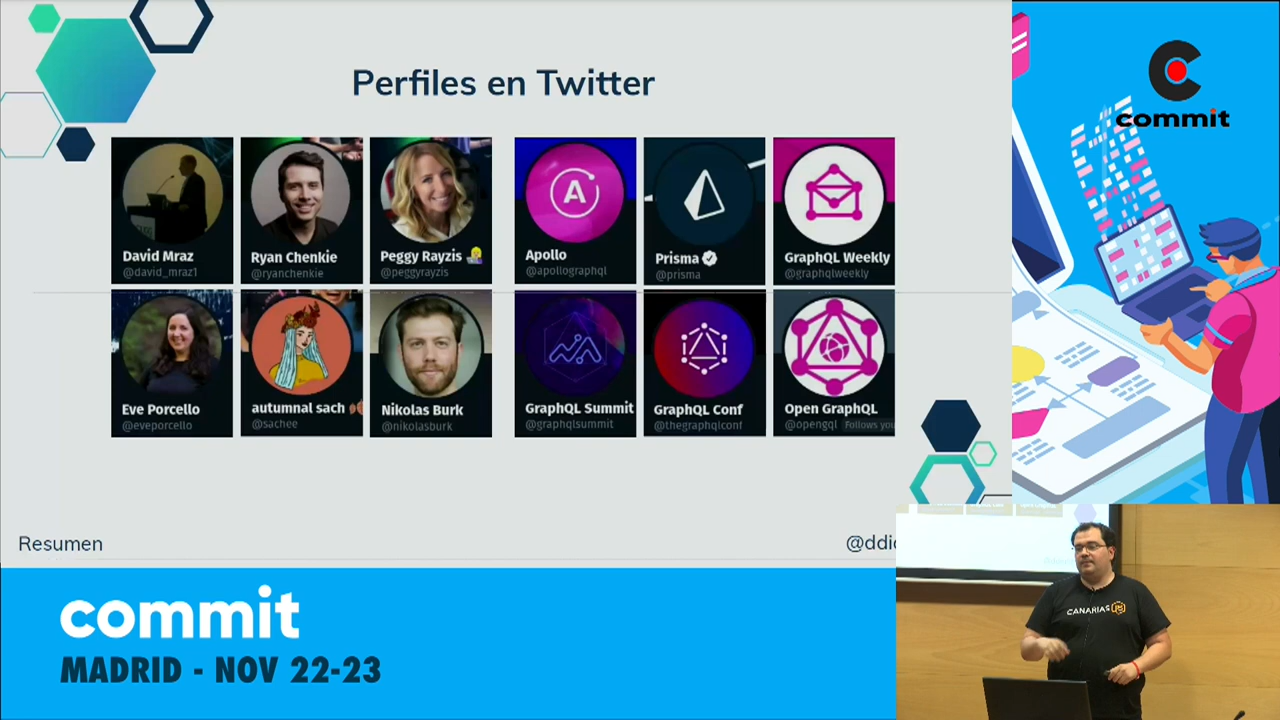 Perfiles en Twitter
David Mraz
@david_mraz1
Ryan Chenkie
@ryanchenkie
Peggy Rayzis
@peggyrayzis
Apollo
@apollographql
Prisma
@prisma
GraphQL Weekly
@graphqlweekly
Eve Porcello
@eveporcello
autumnal sach
@sachee
Nikolas Burk
@nikolasburk
GraphQL Summit
@graphqlsummit
GraphQL Conf
@thegraphqlconf
Open GraphQL
@opengql Follows you
Resumen
commit
CANARIAS JS
commit
MADRID - NOV 22-23